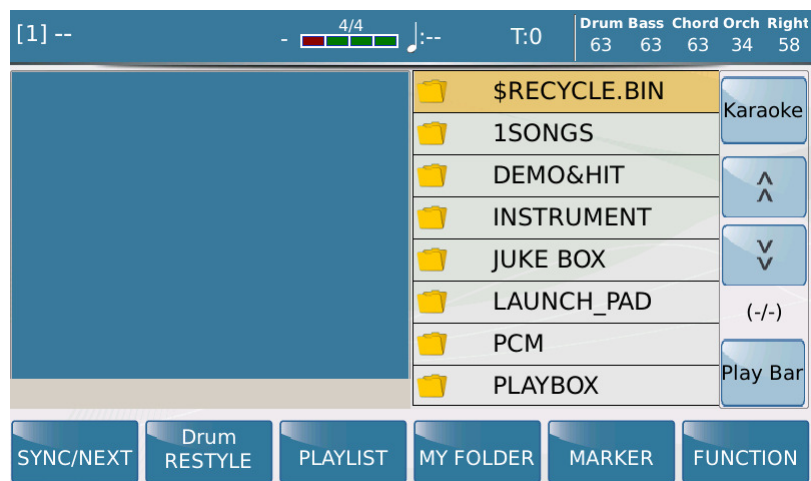 [1] --
- 4/4 :-- T:0
Drum Bass Chord Orch Right
63 63 63 34 58
$RECYCLE.BIN
1SONGS
DEMO&HIT
INSTRUMENT
JUKE BOX
LAUNCH_PAD
PCM
PLAYBOX
Karaoke
(-/-)
Play Bar
SYNC/NEXT
Drum
RESTYLE
PLAYLIST
MY FOLDER
MARKER
FUNCTION